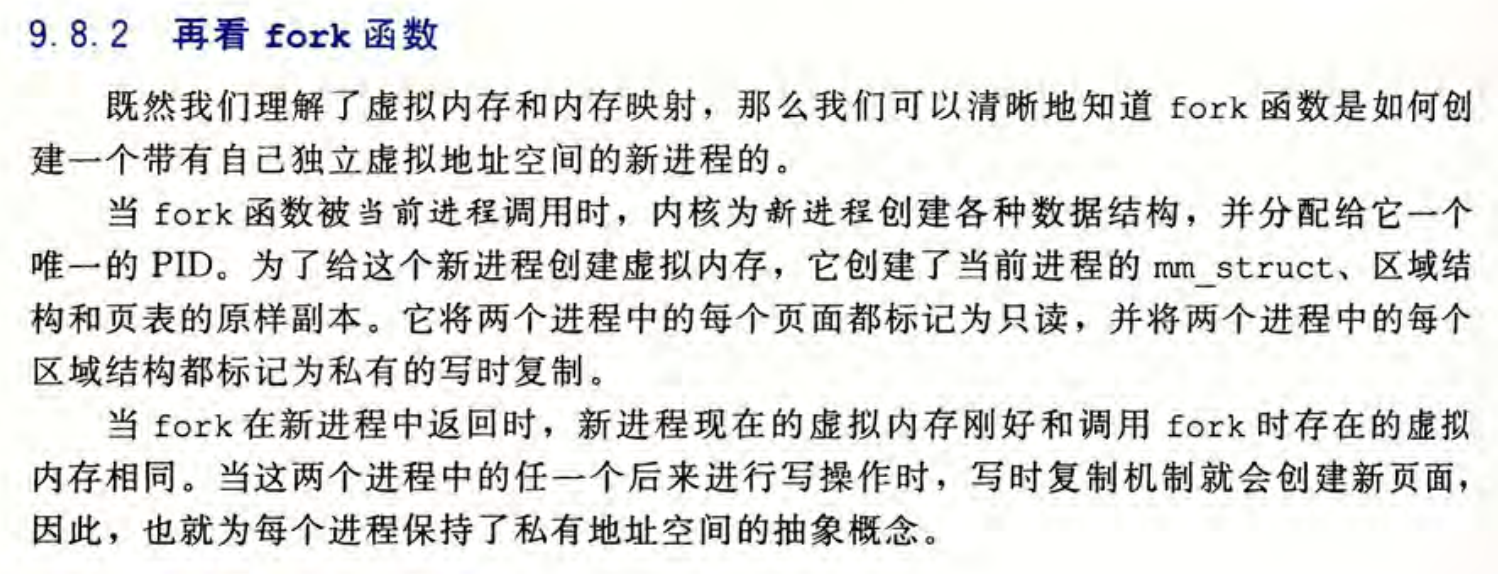 9.8.2 再看 fork 函数
既然我们理解了虚拟内存和内存映射，那么我们可以清晰地知道 fork 函数是如何创
建一个带有自己独立虚拟地址空间的新进程的。
当 fork 函数被当前进程调用时，内核为新进程创建各种数据结构，并分配给它一个
唯一的 PID。为了给这个新进程创建虚拟内存，它创建了当前进程的 mm_struct、区域结
构和页表的原样副本。它将两个进程中的每个页面都标记为只读，并将两个进程中的每个
区域结构都标记为私有的写时复制。
当 fork 在新进程中返回时，新进程现在的虚拟内存刚好和调用 fork 时存在的虚拟
内存相同。当这两个进程中的任一个后来进行写操作时，写时复制机制就会创建新页面，
因此，也就为每个进程保持了私有地址空间的抽象概念。